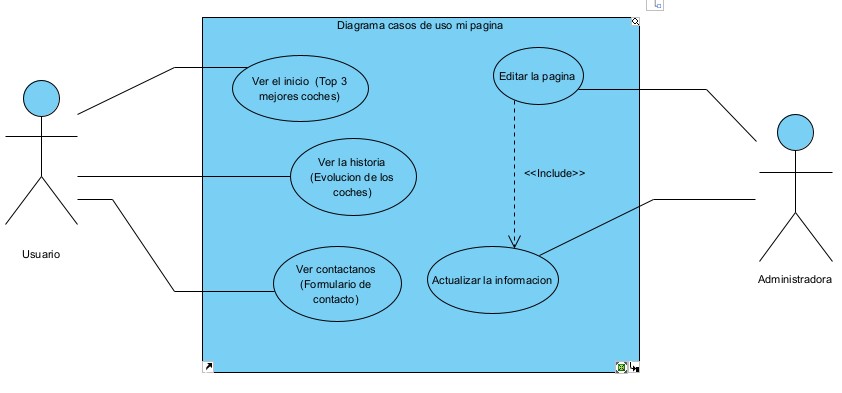 Diagrama casos de uso mi pagina
Ver el inicio (Top 3
mejores coches)
Editar la pagina
Ver la historia
(Evolucion de los
coches)
<<Include>>
Usuario
Ver contactanos
(Formulario de
contacto)
Actualizar la informacion
Administradora